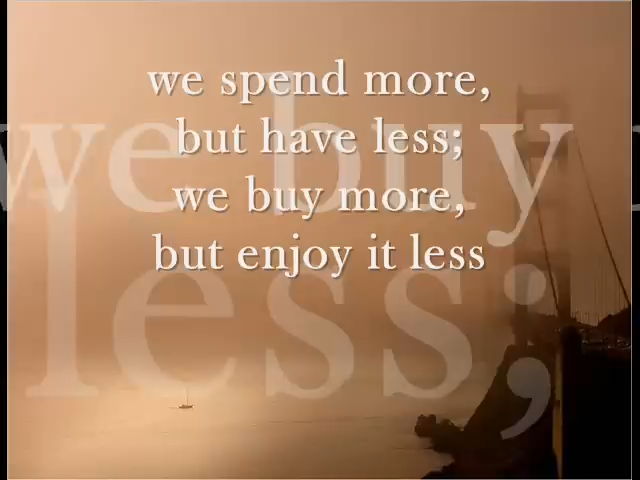 we spend more,
but have less;
we buy more,
but enjoy it less
we buy
less;